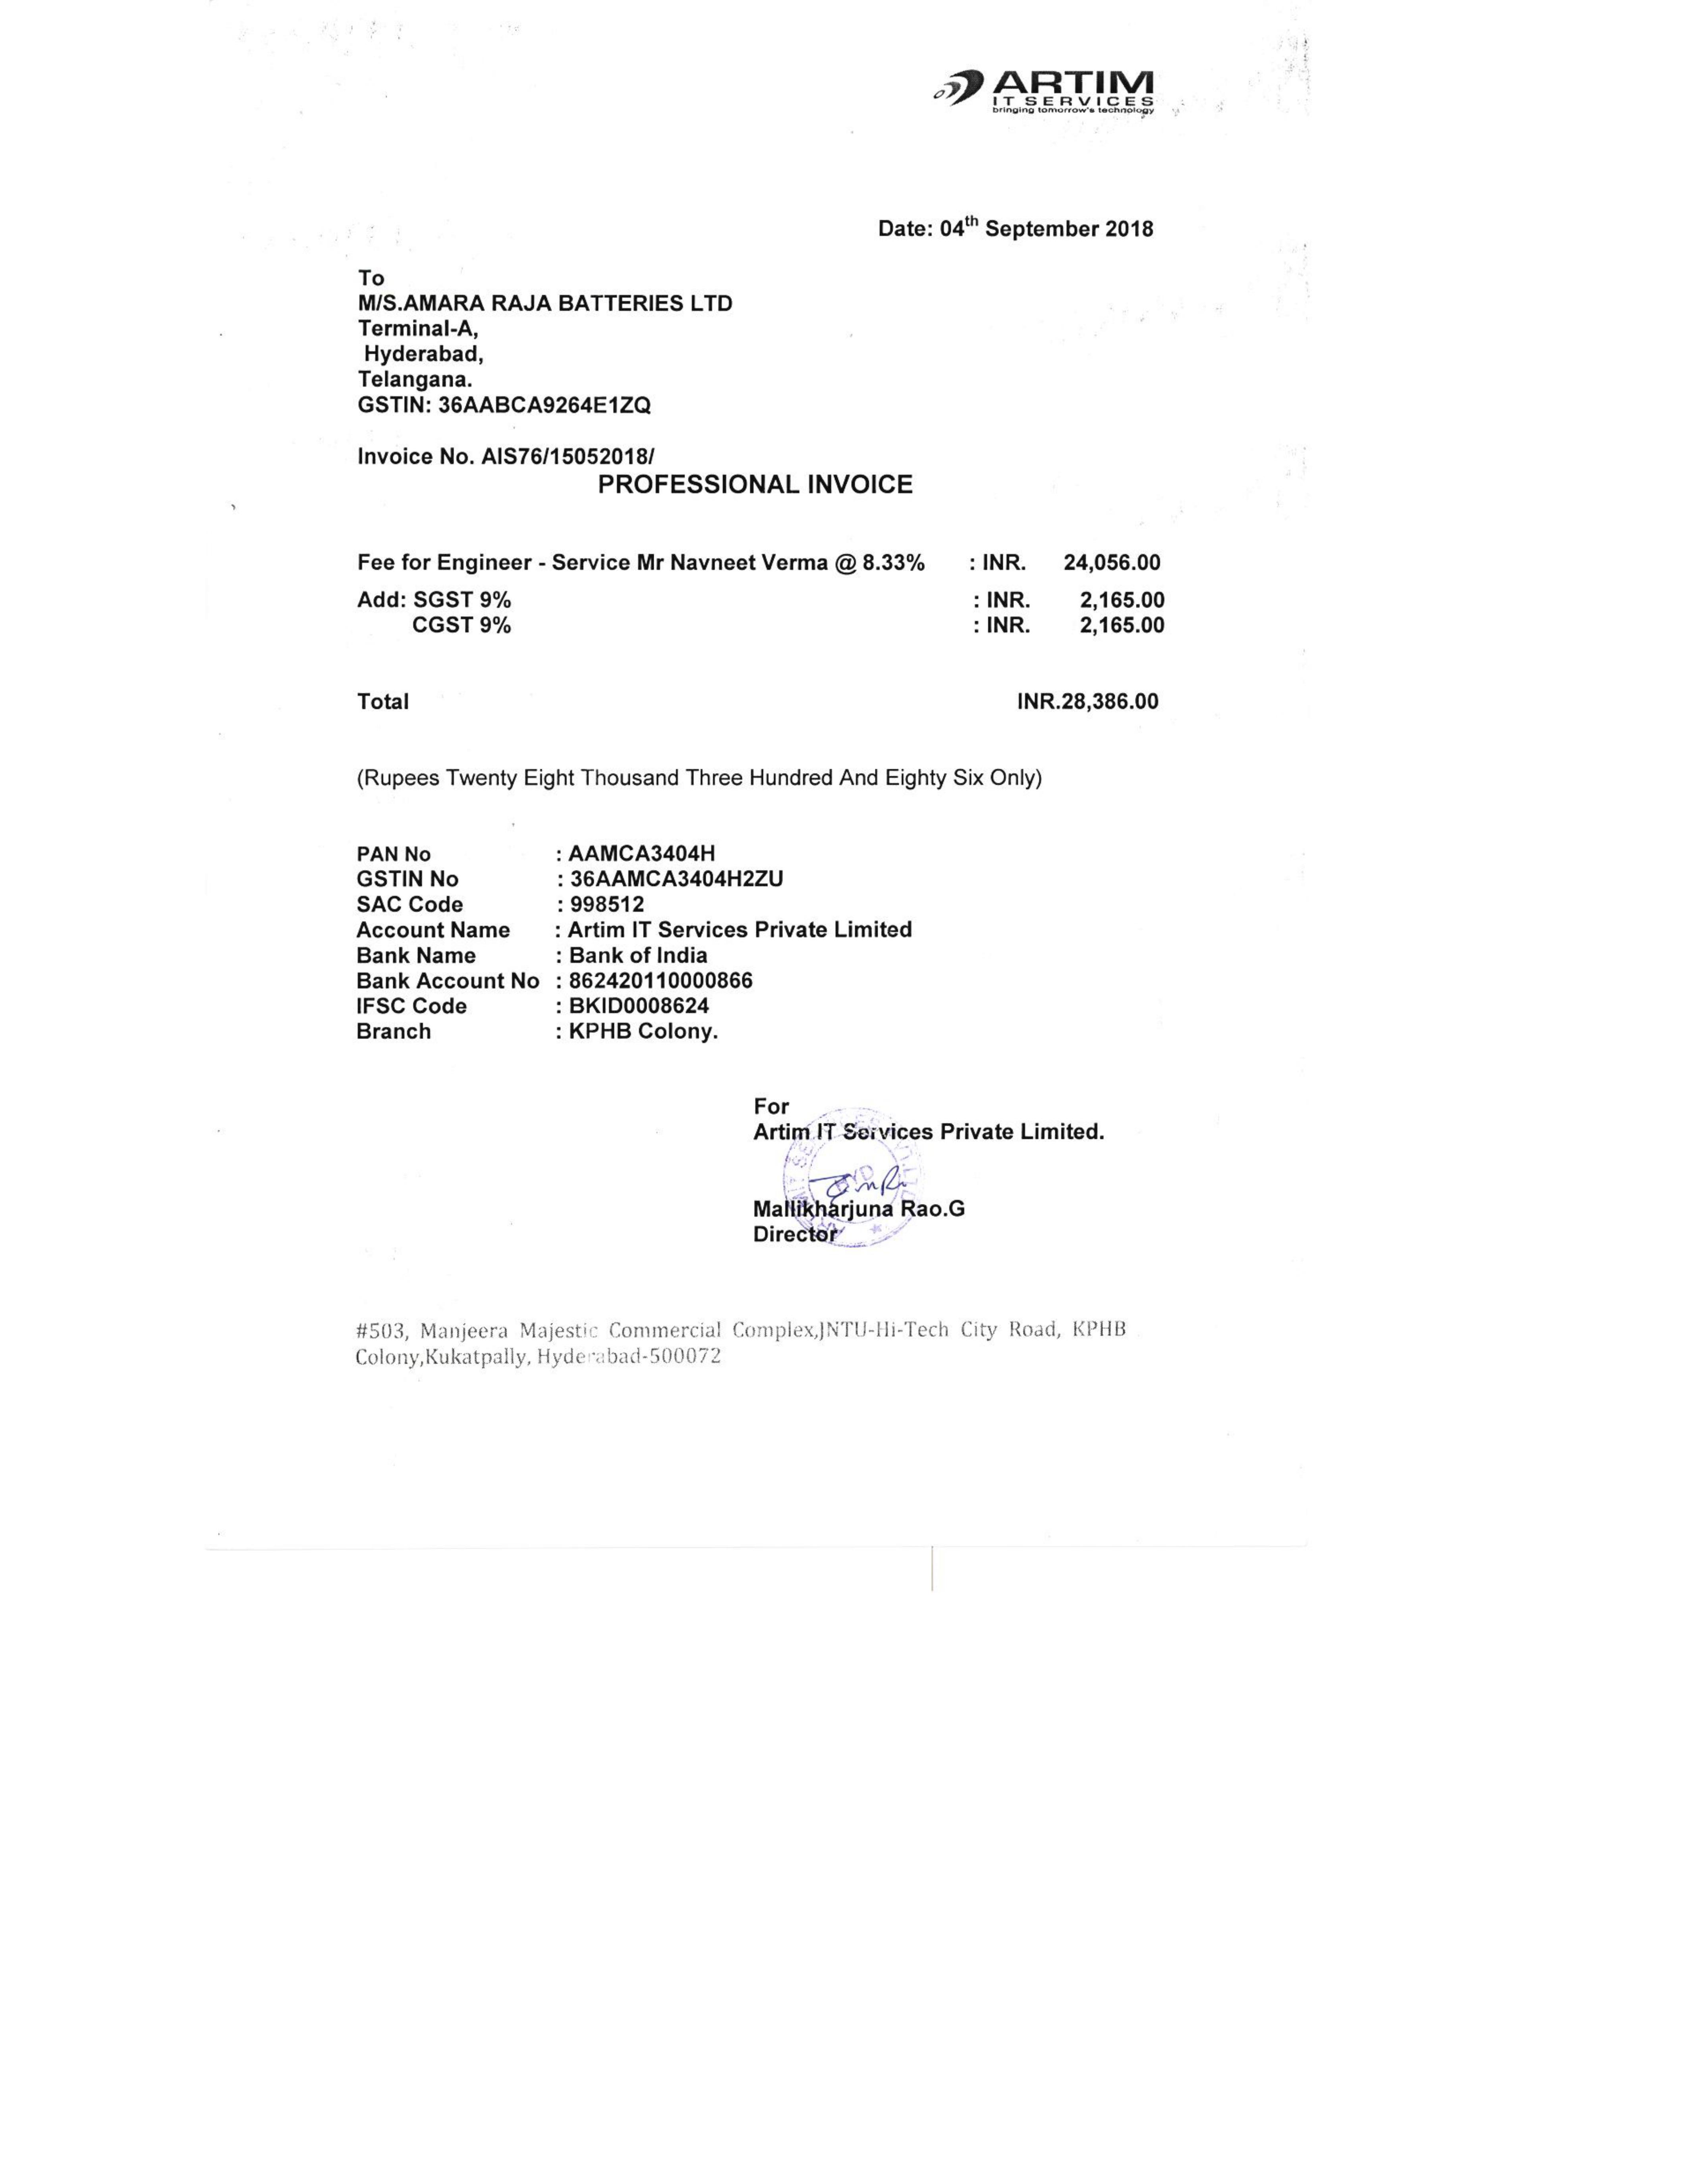 ARTIM
IT SERVICES
bringing tomorrow's technology
Date: 04th September 2018
To
M/S.AMARA RAJA BATTERIES LTD
Terminal-A,
Hyderabad,
Telangana.
GSTIN: 36AABCA9264E1ZQ
Invoice No. AIS76/15052018/
PROFESSIONAL INVOICE
Fee for Engineer - Service Mr Navneet Verma @ 8.33% : INR. 24,056.00
Add: SGST 9% : INR. 2,165.00
CGST 9% : INR. 2,165.00
Total INR.28,386.00
(Rupees Twenty Eight Thousand Three Hundred And Eighty Six Only)
PAN No : AAMCA3404H
GSTIN No : 36AAMCA3404H2ZU
SAC Code : 998512
Account Name : Artim IT Services Private Limited
Bank Name : Bank of India
Bank Account No : 862420110000866
IFSC Code : BKID0008624
Branch : KPHB Colony.
For
Artim IT Services Private Limited.
Mallikharjuna Rao.G
Director
#503, Manjeera Majestic Commercial Complex,JNTU-Hi-Tech City Road, KPHB
Colony,Kukatpally, Hyderabad-500072